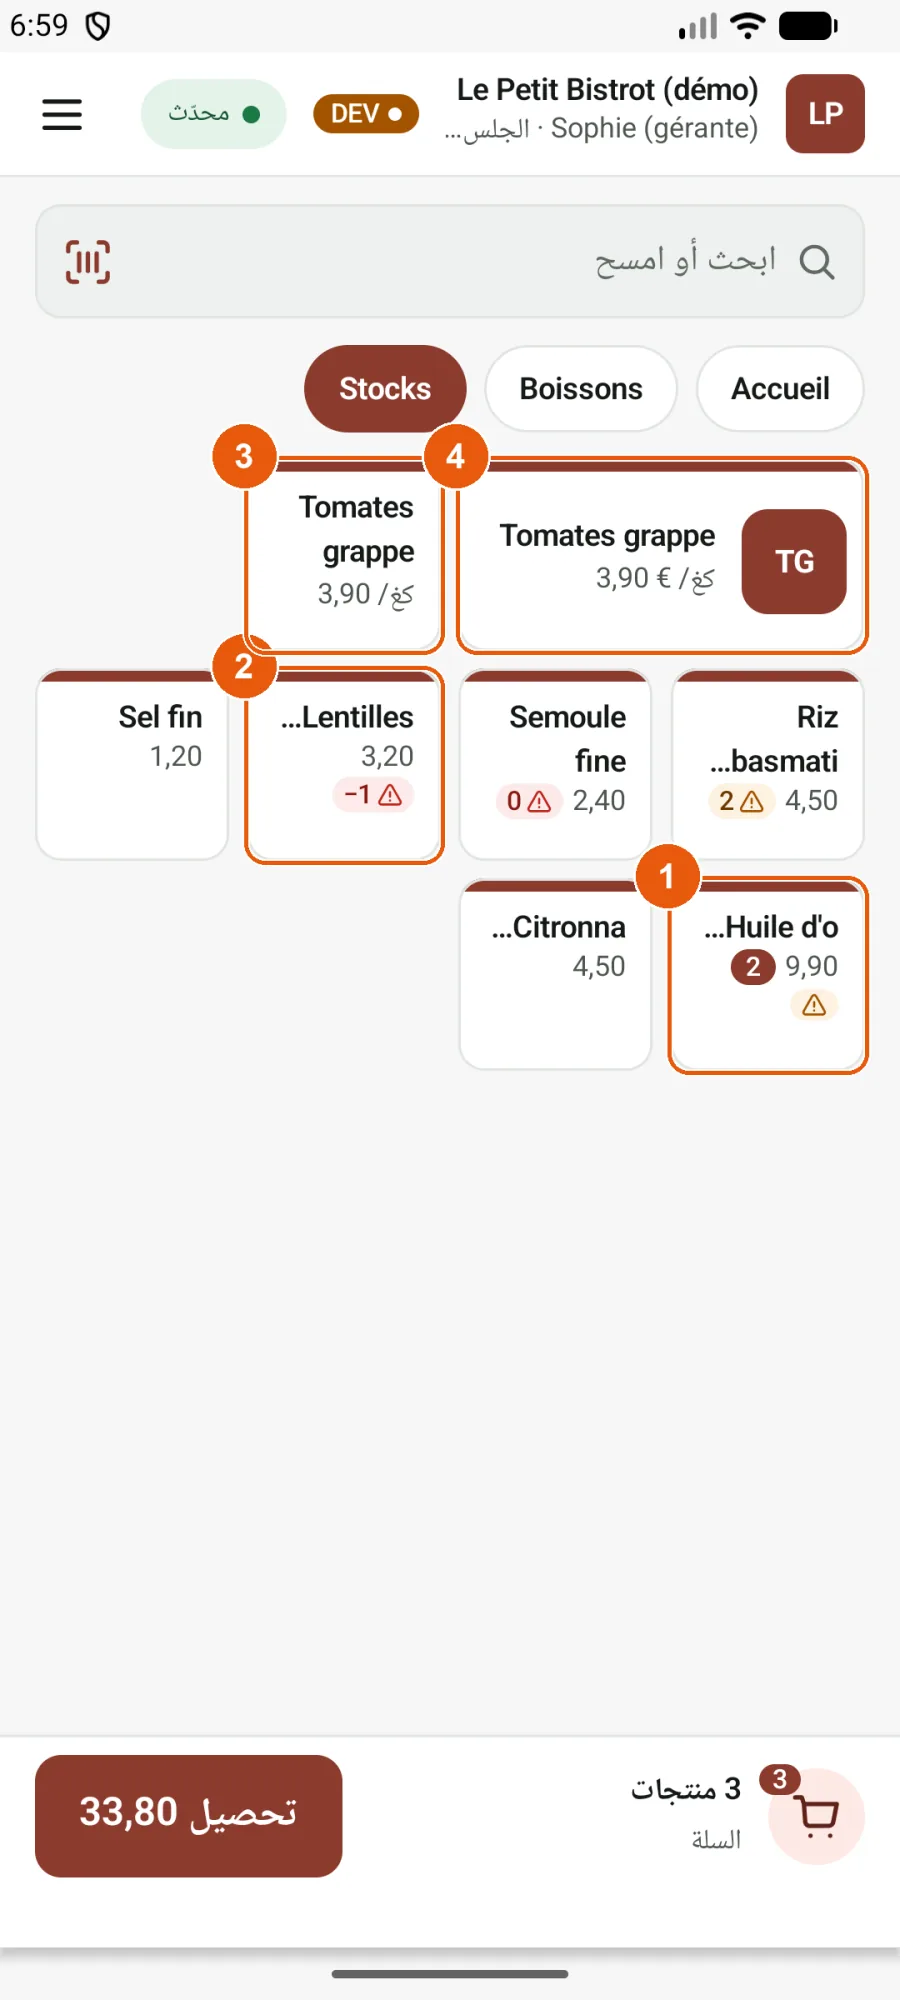 6:59
Le Petit Bistrot (démo)
Sophie (gérante) · الجلس...
LP
DEV
محدّث
ابحث أو امسح
Accueil
Boissons
Stocks
4
3
TG
Tomates grappe
3,90 € /كغ
Tomates
grappe
3,90 /كغ
2
Riz
basmati...
4,50
2
Semoule
fine
2,40
0
Lentilles...
3,20
−1
Sel fin
1,20
1
Huile d'o...
9,90
2
Citronna...
4,50
3
3 منتجات
السلة
تحصيل 33,80